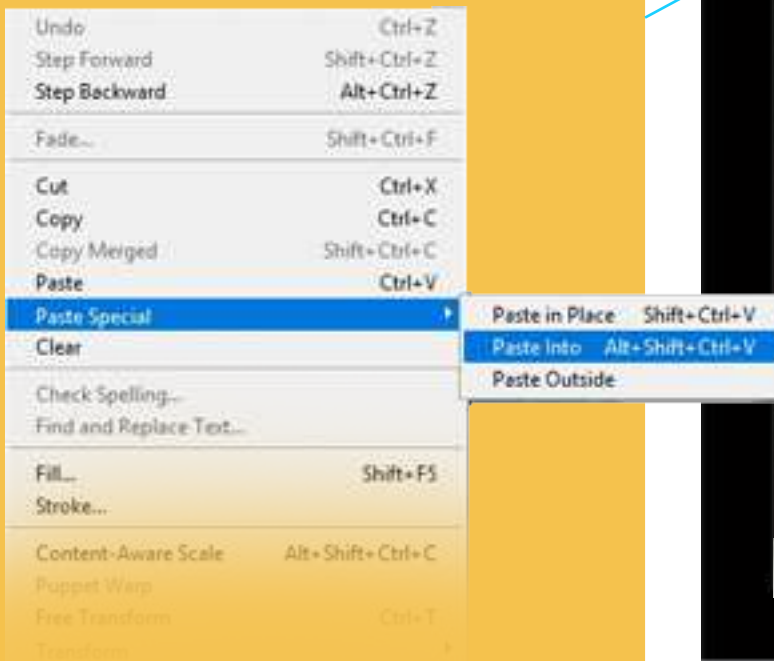 Undo Ctrl+Z
Step Forward Shift+Ctrl+Z
Step Backward Alt+Ctrl+Z
Fade... Shift+Ctrl+F
Cut Ctrl+X
Copy Ctrl+C
Copy Merged Shift+Ctrl+C
Paste Ctrl+V
Paste Special
Paste in Place Shift+Ctrl+V
Paste Into Alt+Shift+Ctrl+V
Paste Outside
Clear
Check Spelling...
Find and Replace Text...
Fill... Shift+F5
Stroke...
Content-Aware Scale Alt+Shift+Ctrl+C
Puppet Warp
Free Transform Ctrl+T
Transform